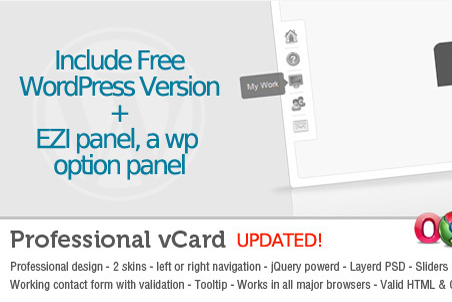 Include Free
WordPress Version
+
EZI panel, a wp
option panel
My Work
Professional vCard UPDATED!
Professional design - 2 skins - left or right navigation - jQuery powerd - Layerd PSD - Sliders
Working contact form with validation - Tooltip - Works in all major browsers - Valid HTML &